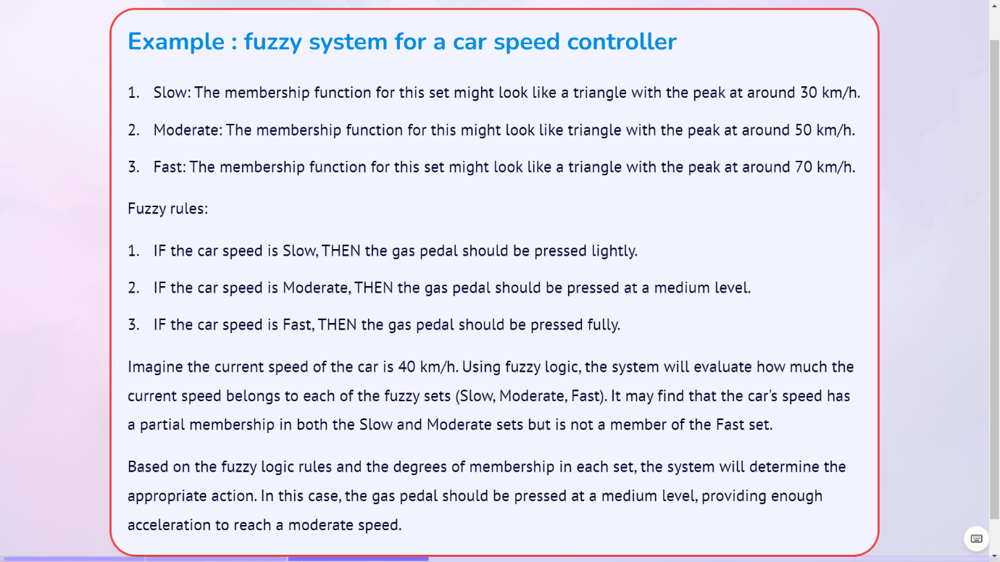 Example : fuzzy system for a car speed controller
1. Slow: The membership function for this set might look like a triangle with the peak at around 30 km/h.
2. Moderate: The membership function for this might look like triangle with the peak at around 50 km/h.
3. Fast: The membership function for this set might look like a triangle with the peak at around 70 km/h.
Fuzzy rules:
1. IF the car speed is Slow, THEN the gas pedal should be pressed lightly.
2. IF the car speed is Moderate, THEN the gas pedal should be pressed at a medium level.
3. IF the car speed is Fast, THEN the gas pedal should be pressed fully.
Imagine the current speed of the car is 40 km/h. Using fuzzy logic, the system will evaluate how much the
current speed belongs to each of the fuzzy sets (Slow, Moderate, Fast). It may find that the car's speed has
a partial membership in both the Slow and Moderate sets but is not a member of the Fast set.
Based on the fuzzy logic rules and the degrees of membership in each set, the system will determine the
appropriate action. In this case, the gas pedal should be pressed at a medium level, providing enough
acceleration to reach a moderate speed.